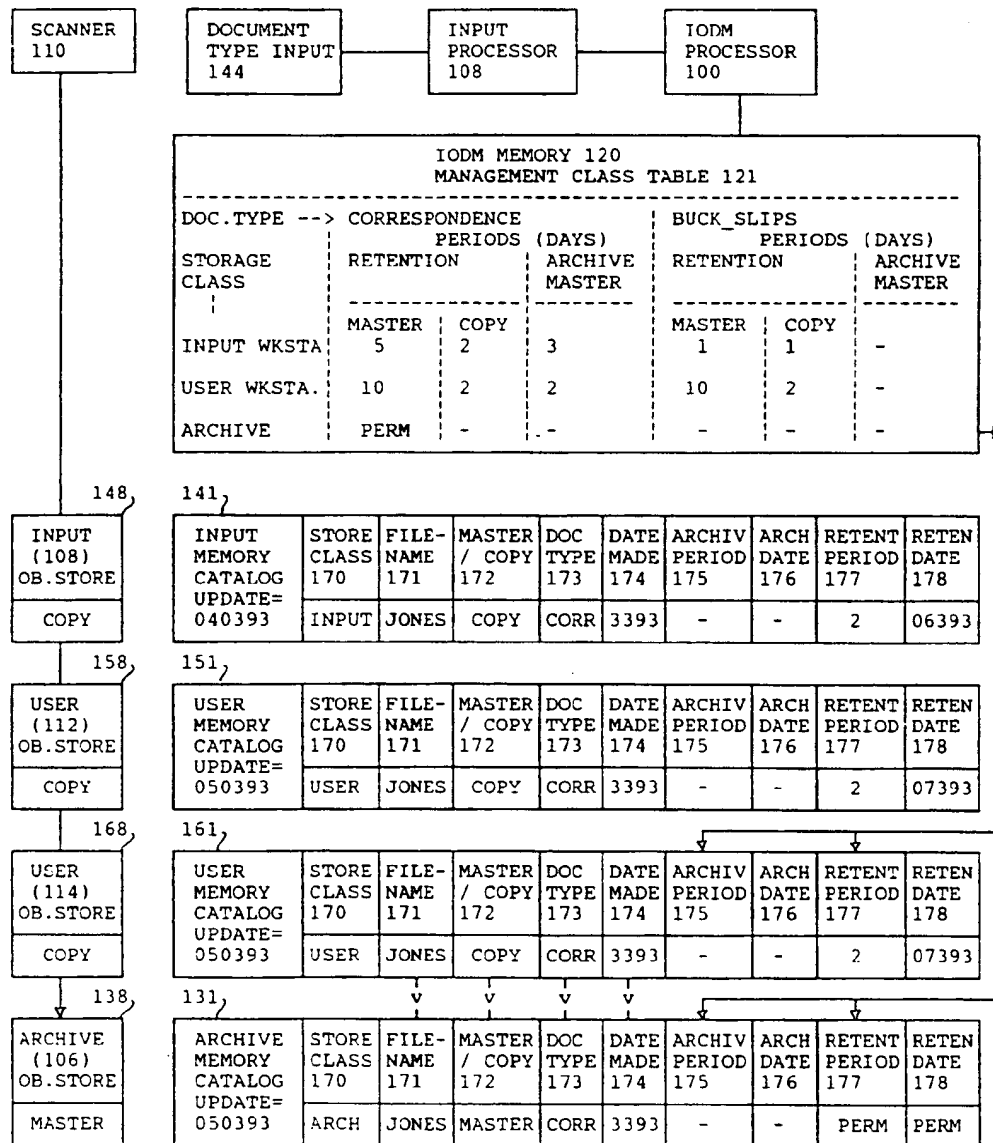 SCANNER
110
DOCUMENT
TYPE INPUT
144
INPUT
PROCESSOR
108
IODM
PROCESSOR
100
IODM MEMORY 120
MANAGEMENT CLASS TABLE 121
DOC.TYPE --> CORRESPONDENCE BUCK_SLIPS
PERIODS (DAYS) PERIODS (DAYS)
STORAGE RETENTION ARCHIVE RETENTION ARCHIVE
CLASS MASTER MASTER
MASTER COPY MASTER COPY
INPUT WKSTA 5 2 3 1 1 -
USER WKSTA. 10 2 2 10 2 -
ARCHIVE PERM - - - - -
148
INPUT
(108)
OB.STORE
COPY
141
INPUT STORE FILE- MASTER DOC DATE ARCHIV ARCH RETENT RETEN
MEMORY CLASS NAME / COPY TYPE MADE PERIOD DATE PERIOD DATE
CATALOG 170 171 172 173 174 175 176 177 178
UPDATE=
040393 INPUT JONES COPY CORR 3393 - - 2 06393
158
USER
(112)
OB.STORE
COPY
151
USER STORE FILE- MASTER DOC DATE ARCHIV ARCH RETENT RETEN
MEMORY CLASS NAME / COPY TYPE MADE PERIOD DATE PERIOD DATE
CATALOG 170 171 172 173 174 175 176 177 178
UPDATE=
050393 USER JONES COPY CORR 3393 - - 2 07393
168
USER
(114)
OB.STORE
COPY
161
USER STORE FILE- MASTER DOC DATE ARCHIV ARCH RETENT RETEN
MEMORY CLASS NAME / COPY TYPE MADE PERIOD DATE PERIOD DATE
CATALOG 170 171 172 173 174 175 176 177 178
UPDATE=
050393 USER JONES COPY CORR 3393 - - 2 07393
v v v v
138
ARCHIVE
(106)
OB.STORE
MASTER
131
ARCHIVE STORE FILE- MASTER DOC DATE ARCHIV ARCH RETENT RETEN
MEMORY CLASS NAME / COPY TYPE MADE PERIOD DATE PERIOD DATE
CATALOG 170 171 172 173 174 175 176 177 178
UPDATE=
050393 ARCH JONES MASTER CORR 3393 - - PERM PERM